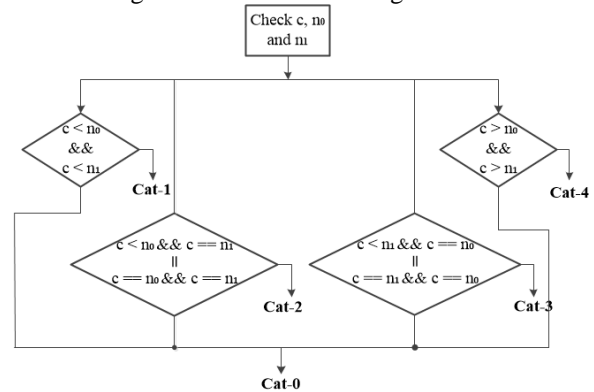 Check c, n₀
and n₁
c < n₀
&&
c < n₁
Cat-1
c > n₀
&&
c > n₁
Cat-4
c < n₀ && c == n₁
||
c == n₀ && c == n₁
Cat-2
c < n₁ && c == n₀
||
c == n₁ && c == n₀
Cat-3
Cat-0